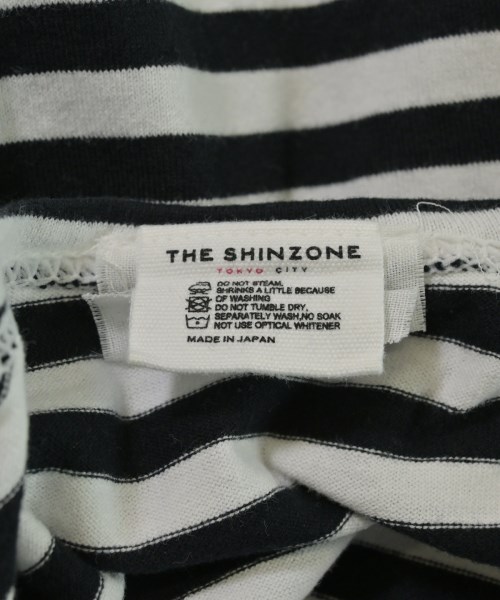 THE SHINZONE
TOKYO CITY
DO NOT STEAM,
SHRINKS A LITTLE BECAUSE
OF WASHING
DO NOT TUMBLE DRY,
SEPARATELY WASH,NO SOAK
NOT USE OPTICAL WHITENER
MADE IN JAPAN